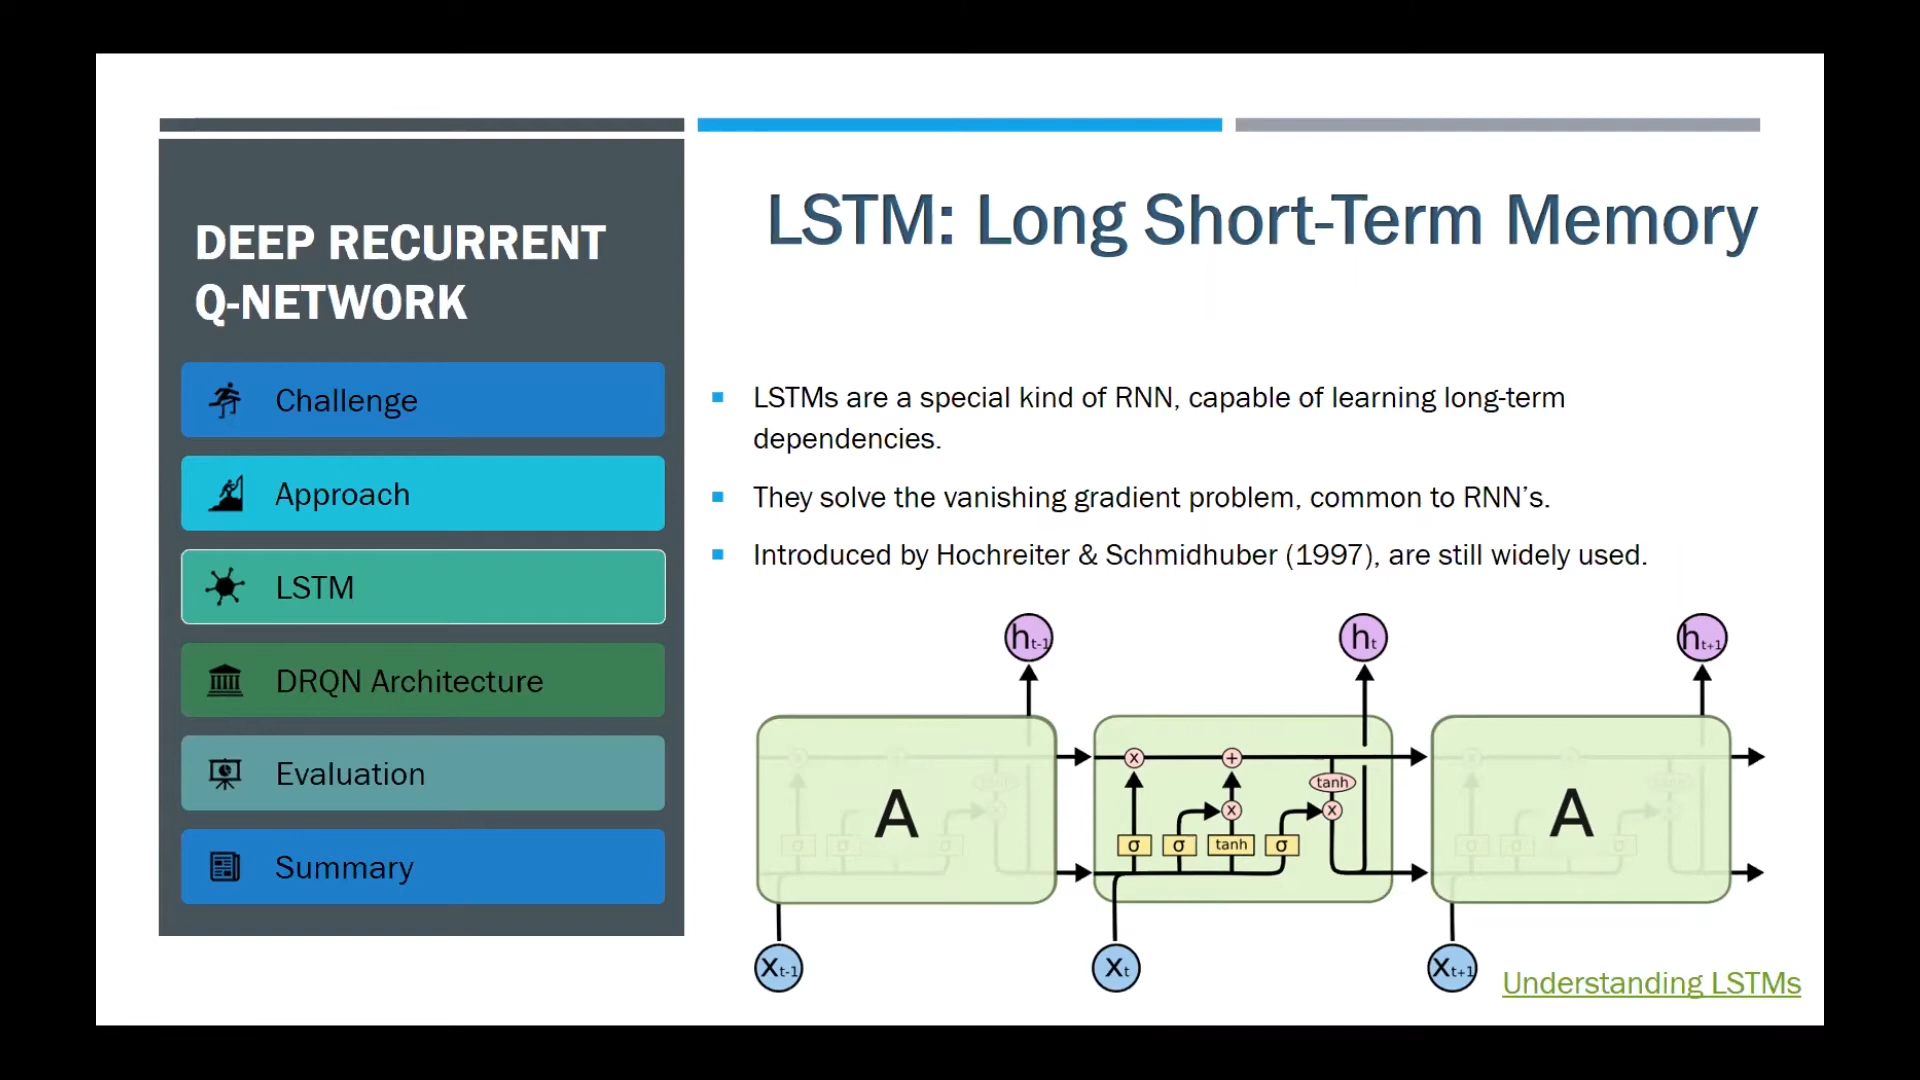 DEEP RECURRENT
Q-NETWORK
Challenge
Approach
LSTM
DRQN Architecture
Evaluation
Summary
LSTM: Long Short-Term Memory
LSTMs are a special kind of RNN, capable of learning long-term
dependencies.
They solve the vanishing gradient problem, common to RNN’s.
Introduced by Hochreiter & Schmidhuber (1997), are still widely used.
ht-1 ht ht+1
x + tanh
A x x A
σ σ tanh σ
Xt-1 Xt Xt+1
Understanding LSTMs